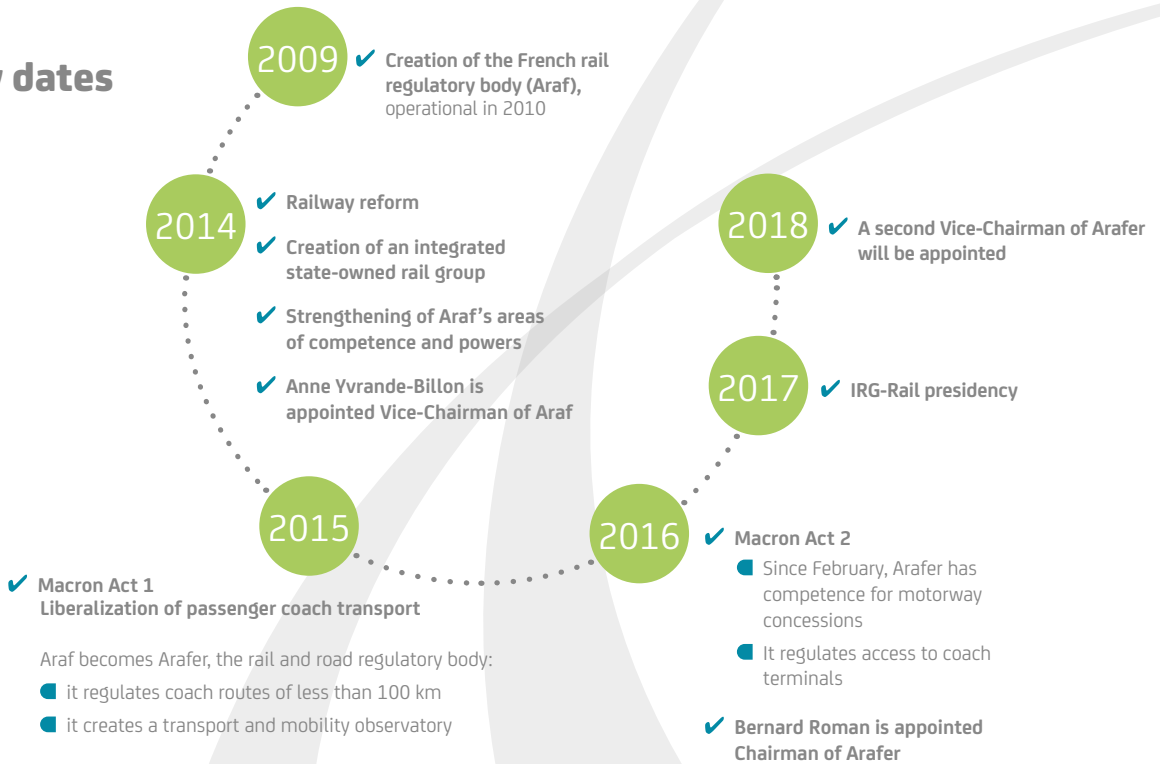 dates
2009
Creation of the French rail
regulatory body (Araf),
operational in 2010
2014
Railway reform
Creation of an integrated
state-owned rail group
Strengthening of Araf's areas
of competence and powers
Anne Yvrande-Billon is
appointed Vice-Chairman of Araf
2015
Macron Act 1
Liberalization of passenger coach transport
Araf becomes Arafer, the rail and road regulatory body:
it regulates coach routes of less than 100 km
it creates a transport and mobility observatory
2016
Macron Act 2
Since February, Arafer has
competence for motorway
concessions
It regulates access to coach
terminals
Bernard Roman is appointed
Chairman of Arafer
2017
IRG-Rail presidency
2018
A second Vice-Chairman of Arafer
will be appointed